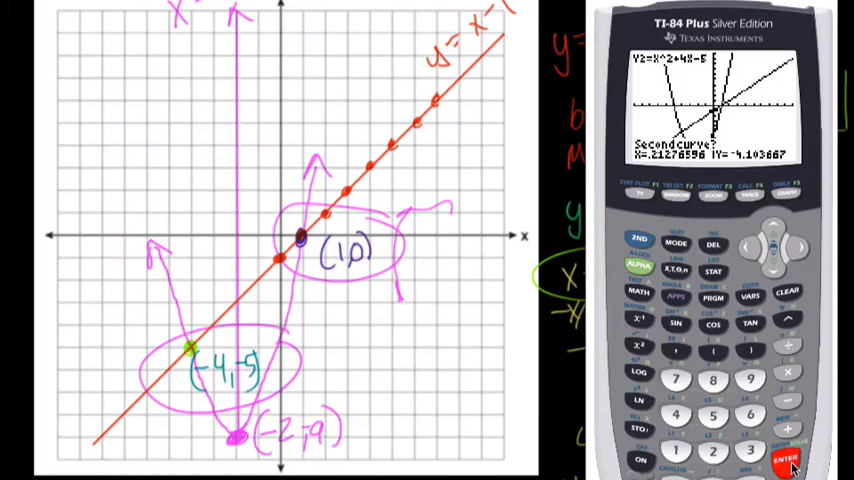 y = x-1
x
(1,0)
(-4,-5)
(-2,-9)
y=
y
x
TI-84 Plus Silver Edition
TEXAS INSTRUMENTS
Y2=X^2+4X-5
Second curve?
X=.21276596 Y=-4.103667
STAT PLOT F1 TBLSET F2 FORMAT F3 CALC F4 TABLE F5
Y= WINDOW ZOOM TRACE GRAPH
2ND MODE DEL
ALPHA X,T,Θ,n STAT
MATH APPS PRGM VARS CLEAR
X-1 SIN COS TAN ^
X² , ( ) ÷
LOG 7 8 9 ×
LN 4 5 6 −
STO› 1 2 3 +
ON
ENTER